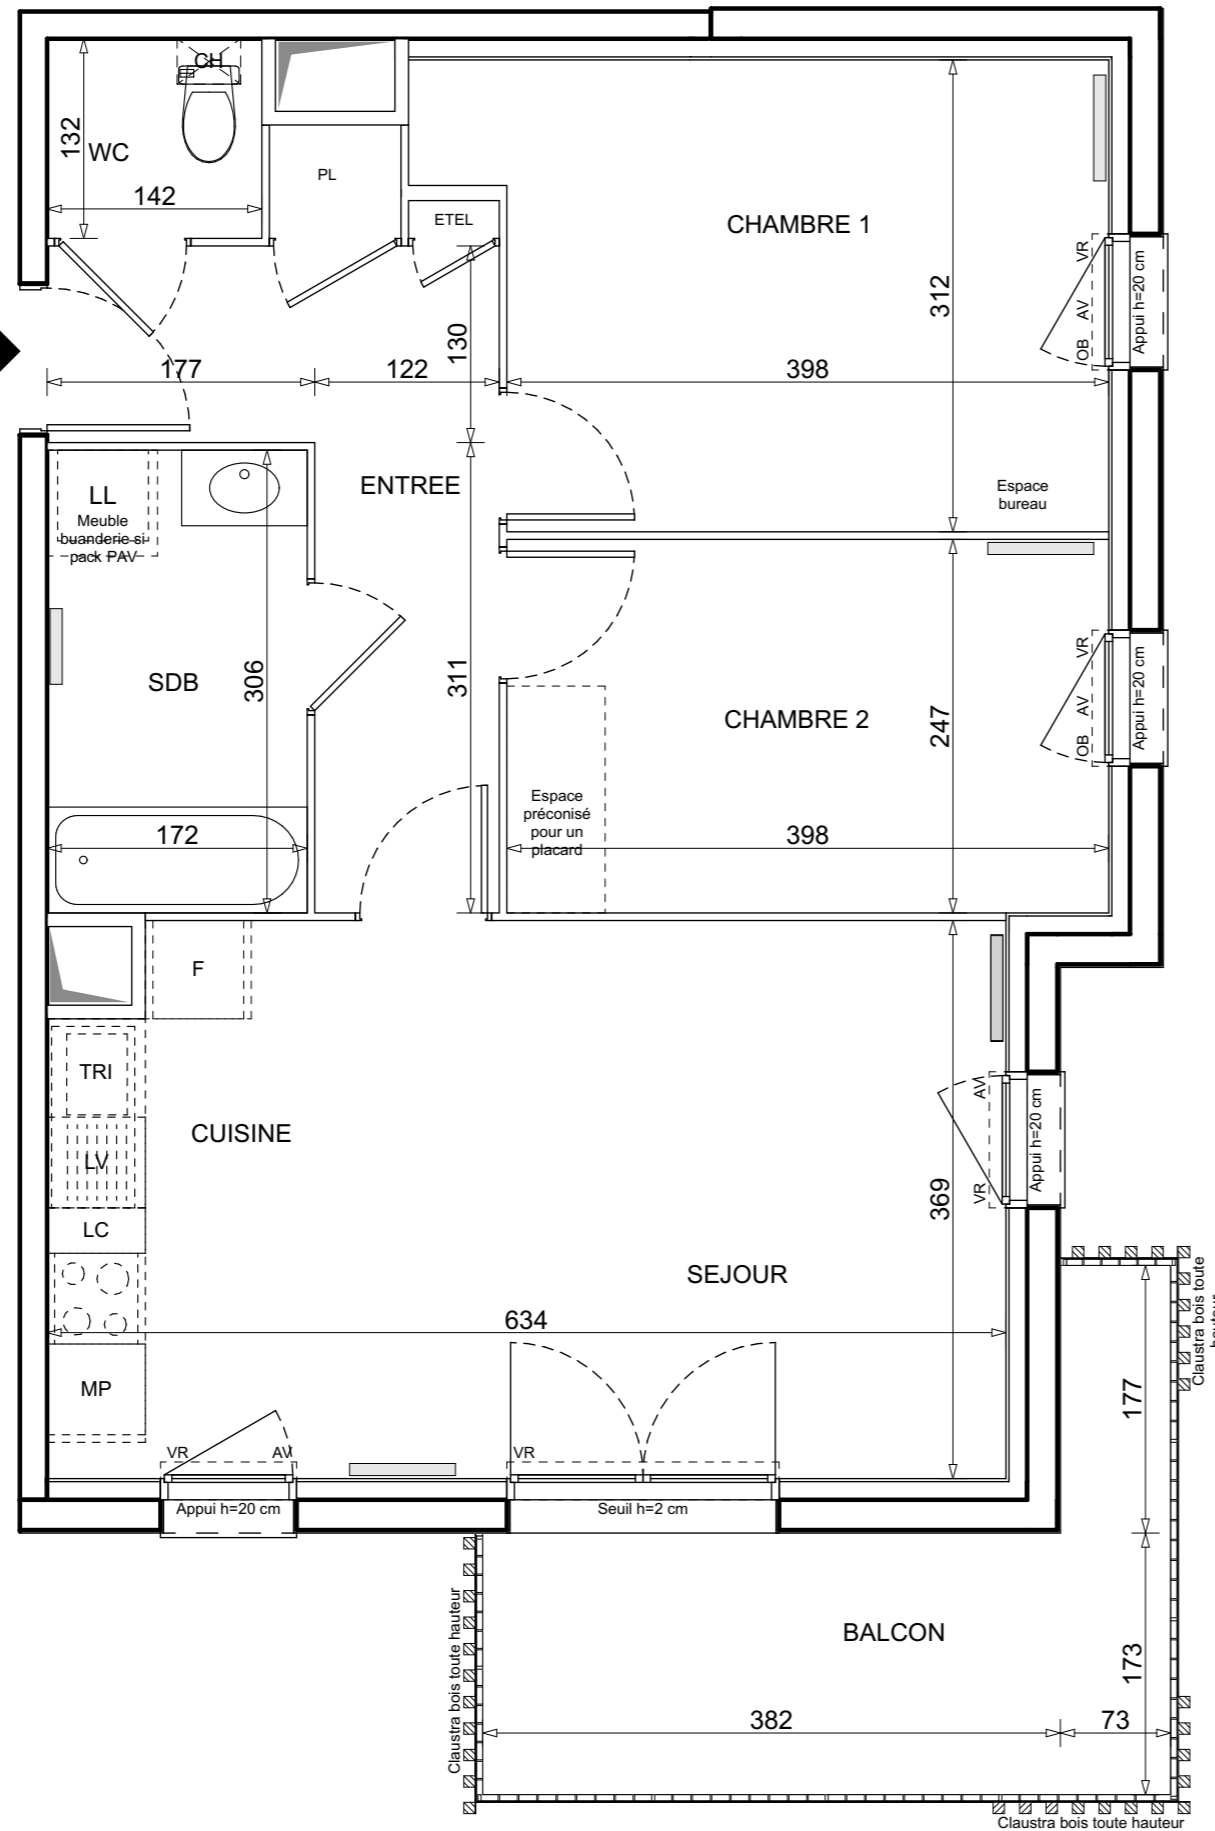 CH
132
WC
142
PL
ETEL
CHAMBRE 1
312
VR
AV
OB
Appui h=20 cm
177
122
130
398
ENTREE
LL
Meuble
buanderie si
pack PAV
Espace
bureau
SDB
306
311
CHAMBRE 2
247
VR
AV
OB
Appui h=20 cm
Espace
préconisé
pour un
placard
172
398
F
TRI
CUISINE
LV
LC
369
AV
VR
Appui h=20 cm
SEJOUR
634
MP
VR
AV
VR
Appui h=20 cm
Seuil h=2 cm
Claustra bois toute
hauteur
177
Claustra bois toute hauteur
BALCON
173
382
73
Claustra bois toute hauteur